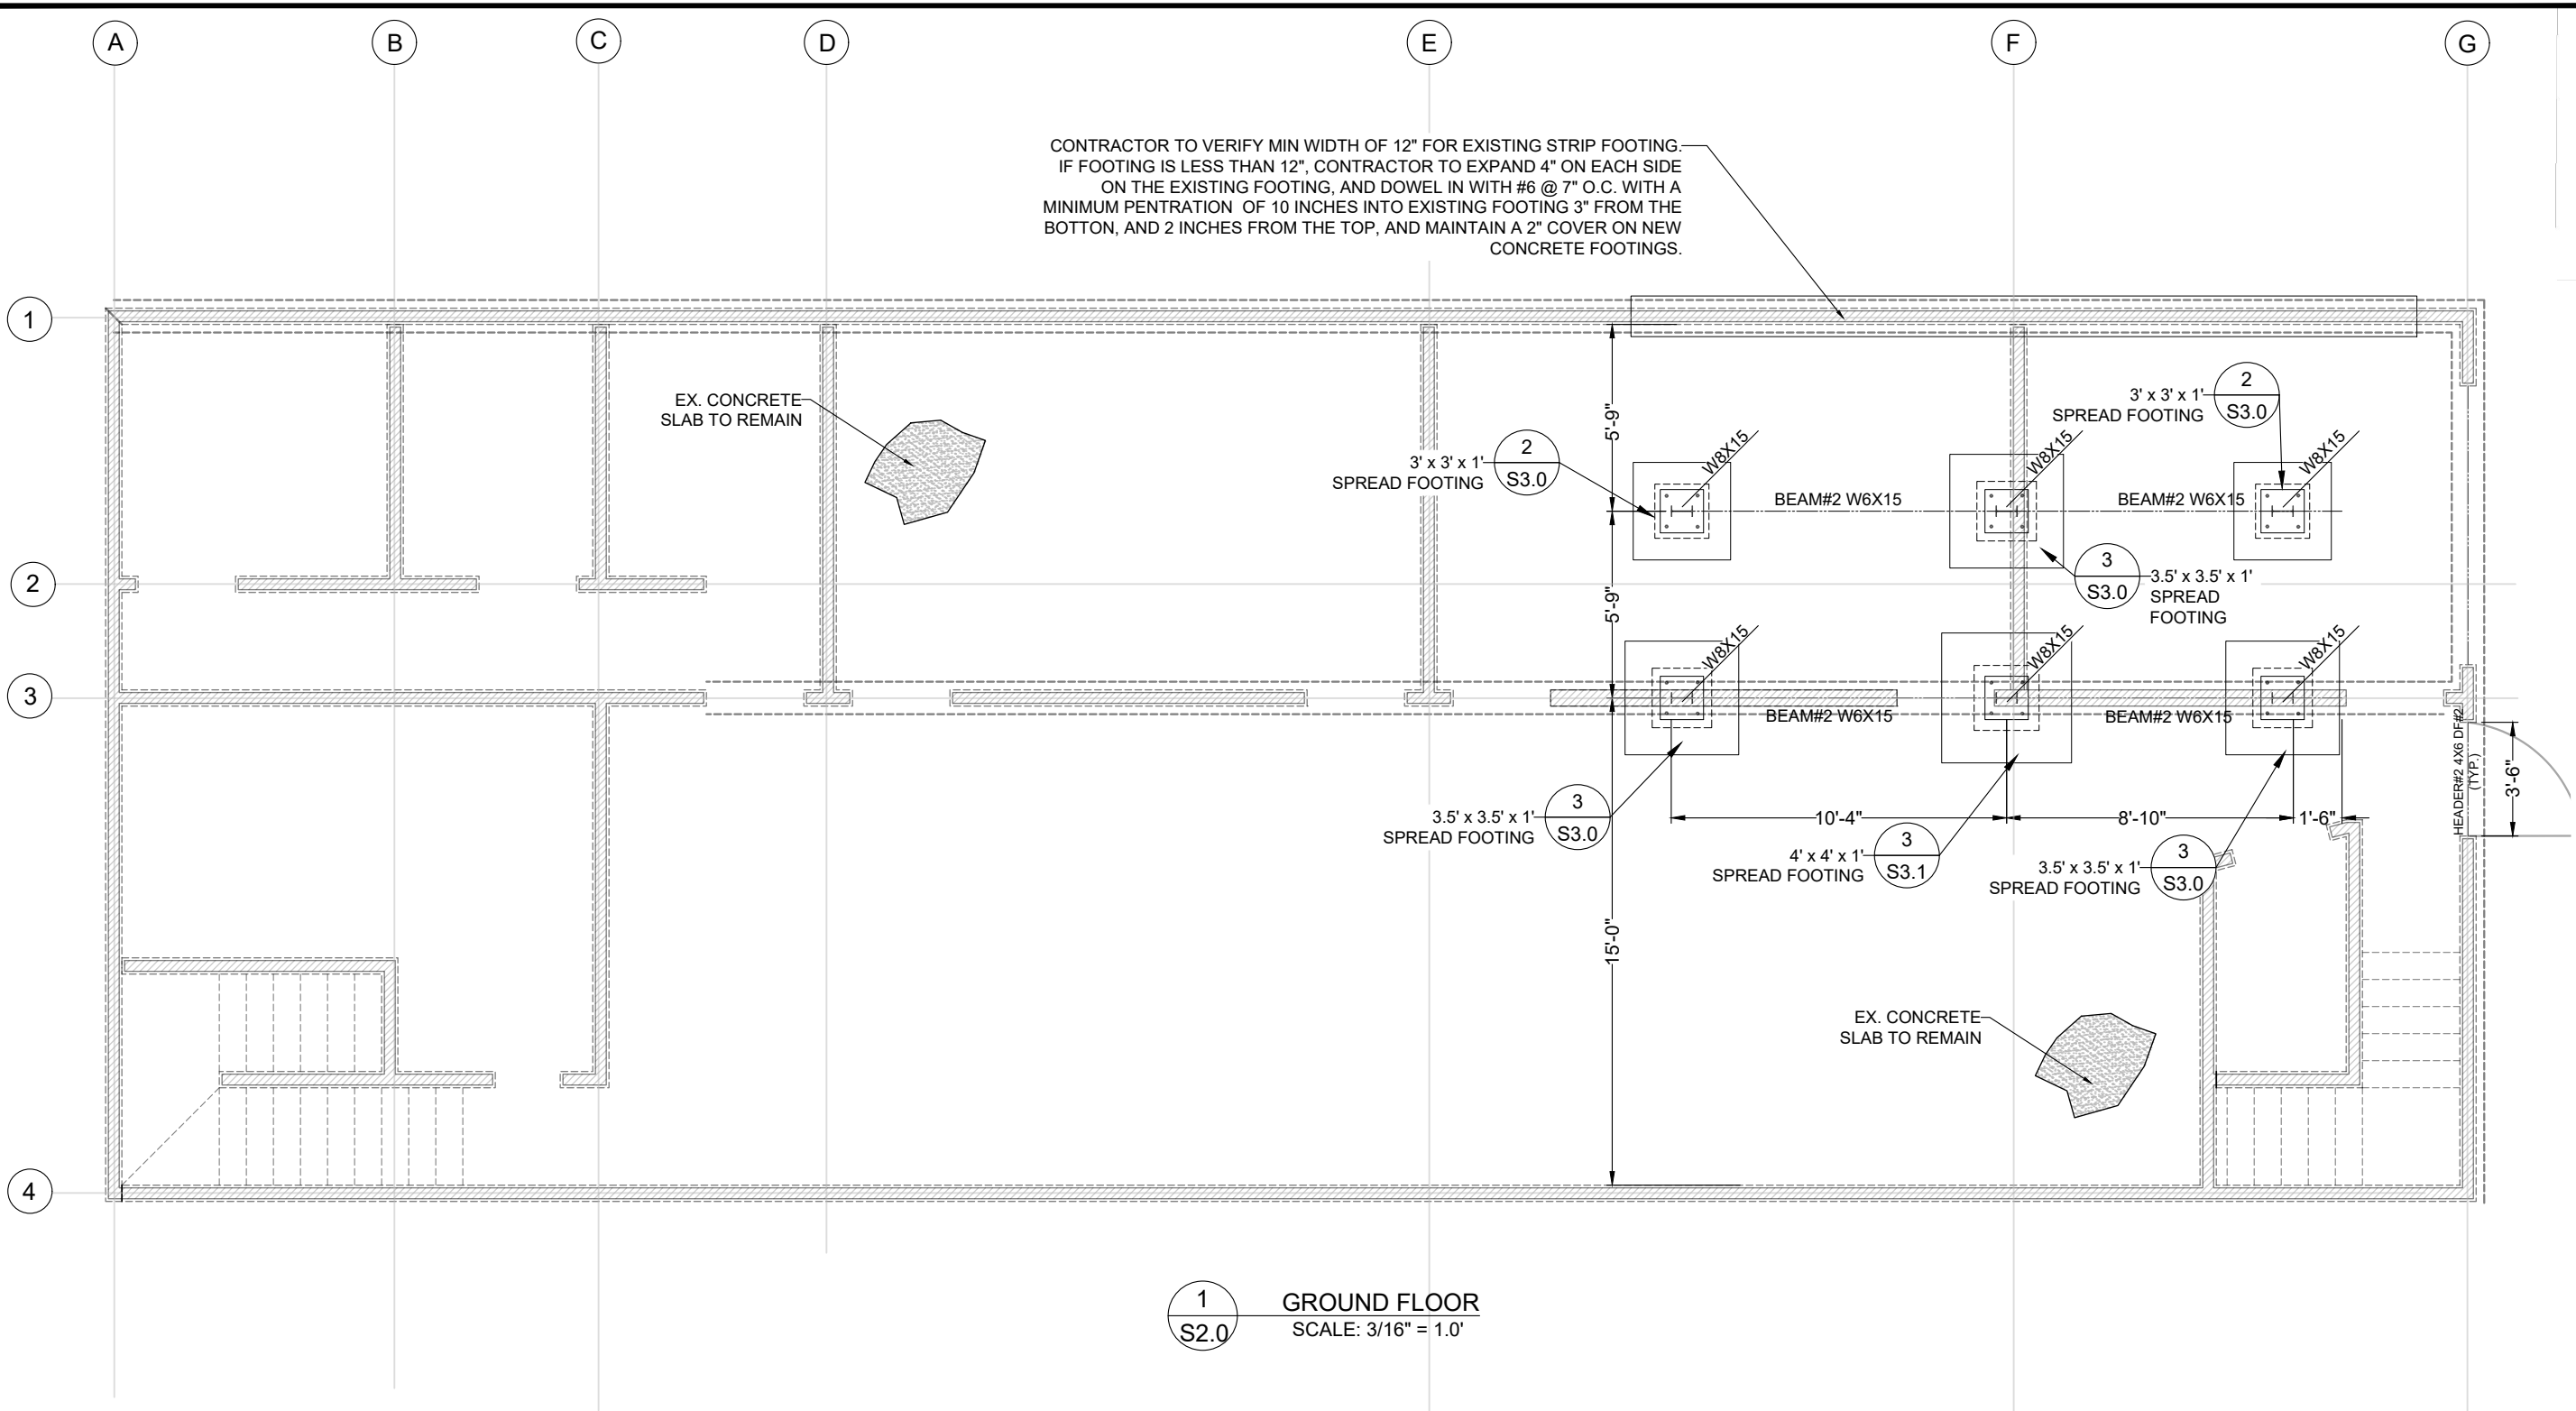 A
B
C
D
E
F
G
CONTRACTOR TO VERIFY MIN WIDTH OF 12" FOR EXISTING STRIP FOOTING.
IF FOOTING IS LESS THAN 12", CONTRACTOR TO EXPAND 4" ON EACH SIDE
ON THE EXISTING FOOTING, AND DOWEL IN WITH #6 @ 7" O.C. WITH A
MINIMUM PENTRATION OF 10 INCHES INTO EXISTING FOOTING 3" FROM THE
BOTTON, AND 2 INCHES FROM THE TOP, AND MAINTAIN A 2" COVER ON NEW
CONCRETE FOOTINGS.
1
2
3
4
EX. CONCRETE
SLAB TO REMAIN
5'-9"
3' x 3' x 1'
SPREAD FOOTING
2
S3.0
3' x 3' x 1'
SPREAD FOOTING
2
S3.0
W8X15
W8X15
W8X15
BEAM#2 W6X15
BEAM#2 W6X15
3
S3.0
3.5' x 3.5' x 1'
SPREAD
FOOTING
5'-9"
W8X15
W8X15
W8X15
BEAM#2 W6X15
BEAM#2 W6X15
HEADER#2 4X6 DF#2
(TYP.)
3'-6"
10'-4"
8'-10"
1'-6"
3.5' x 3.5' x 1'
SPREAD FOOTING
3
S3.0
4' x 4' x 1'
SPREAD FOOTING
3
S3.1
3.5' x 3.5' x 1'
SPREAD FOOTING
3
S3.0
15'-0"
EX. CONCRETE
SLAB TO REMAIN
1
S2.0
GROUND FLOOR
SCALE: 3/16" = 1.0'